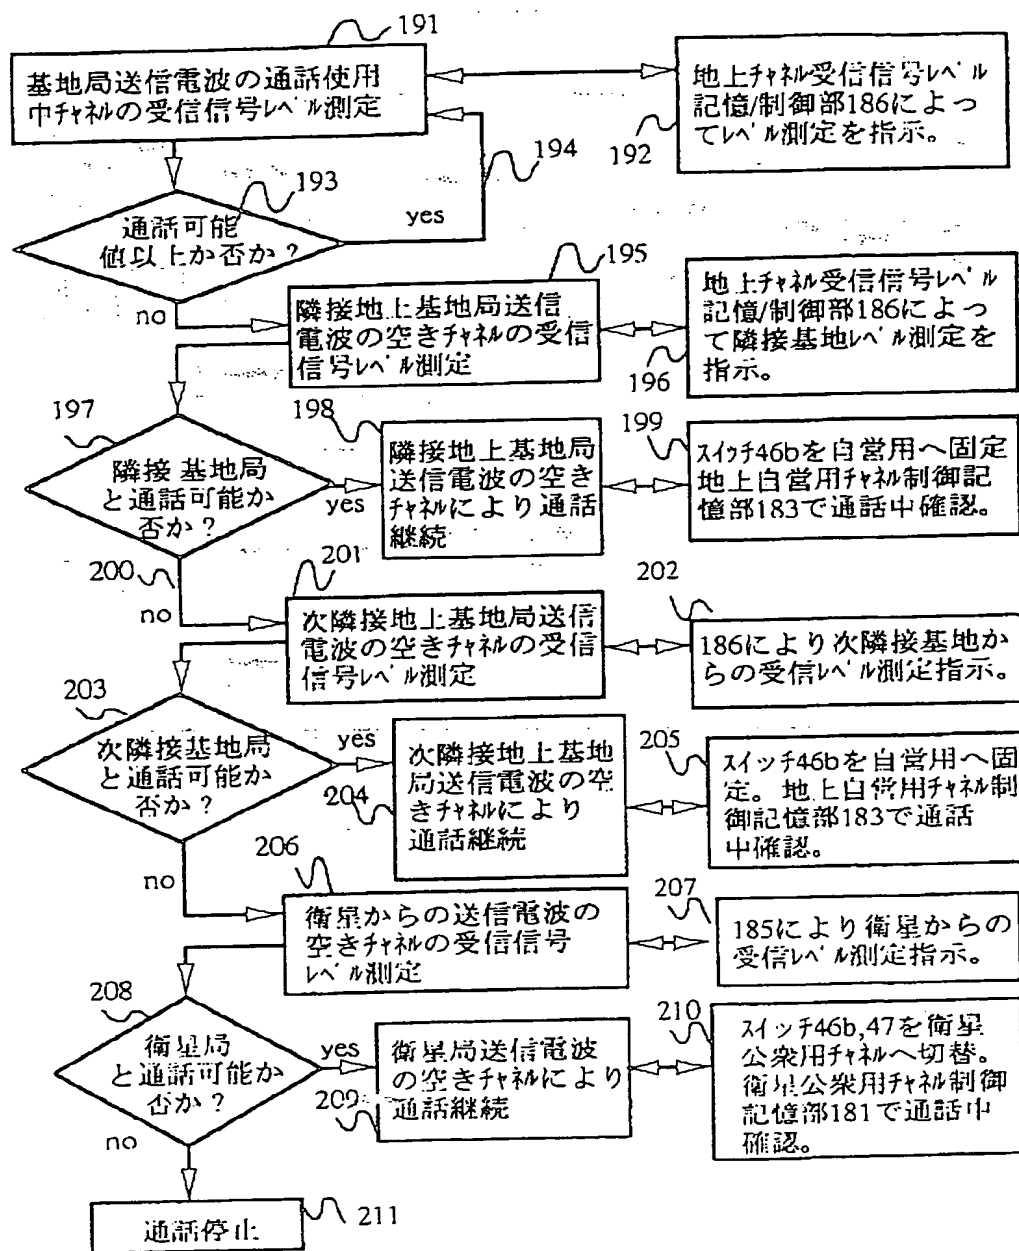 191
基地局送信電波の通話使用
中チャネルの受信信号レベル測定
地上チャネル受信信号レベル
記憶/制御部186によっ
てレベル測定を指示。
192
193
194
通話可能
値以上か否か？
yes
no
195
隣接地上基地局送信
電波の空きチャネルの受信
信号レベル測定
地上チャネル受信信号レベル
記憶/制御部186によっ
て隣接基地レベル測定を
指示。
196
197
隣接基地局
と通話可能か
否か？
yes
198
隣接地上基地局
送信電波の空き
チャネルにより通話
継続
199
スイッチ46bを自営用へ固定
地上自営用チャネル制御記
憶部183で通話中確認。
200
no
201
次隣接地上基地局送信
電波の空きチャネルの受信
信号レベル測定
202
186により次隣接基地か
らの受信レベル測定指示。
203
次隣接基地局
と通話可能か
否か？
yes
204
次隣接地上基地
局送信電波の空
きチャネルにより
通話継続
205
スイッチ46bを自営用へ固
定。地上自営用チャネル制
御記憶部183で通話
中確認。
no
206
衛星からの送信電波の
空きチャネルの受信信号
レベル測定
207
185により衛星からの
受信レベル測定指示。
208
衛星局
と通話可能か
否か？
yes
衛星局送信電波
の空きチャネルにより
通話継続
209
210
スイッチ46b,47を衛星
公衆用チャネルへ切替。
衛星公衆用チャネル制御
記憶部181で通話中
確認。
no
通話停止
211